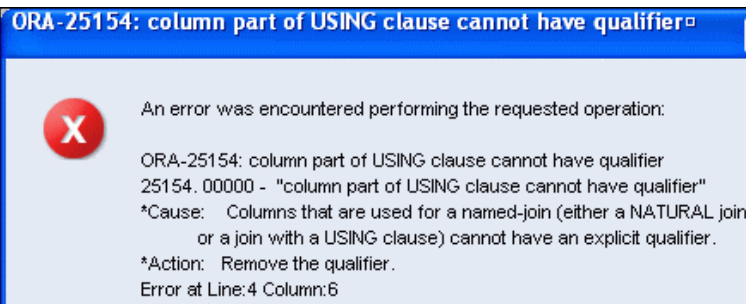 ORA-25154: column part of USING clause cannot have qualifier
An error was encountered performing the requested operation:
ORA-25154: column part of USING clause cannot have qualifier
25154. 00000 - "column part of USING clause cannot have qualifier"
*Cause: Columns that are used for a named-join (either a NATURAL join
or a join with a USING clause) cannot have an explicit qualifier.
*Action: Remove the qualifier.
Error at Line:4 Column:6